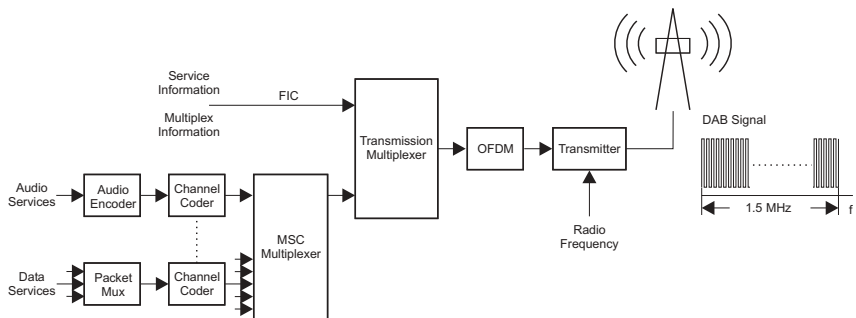 Service
Information
FIC
Multiplex
Information
Transmission
Multiplexer
OFDM
Transmitter
DAB Signal
1.5 MHz
f
Radio
Frequency
Audio
Services
Audio
Encoder
Channel
Coder
MSC
Multiplexer
Data
Services
Packet
Mux
Channel
Coder